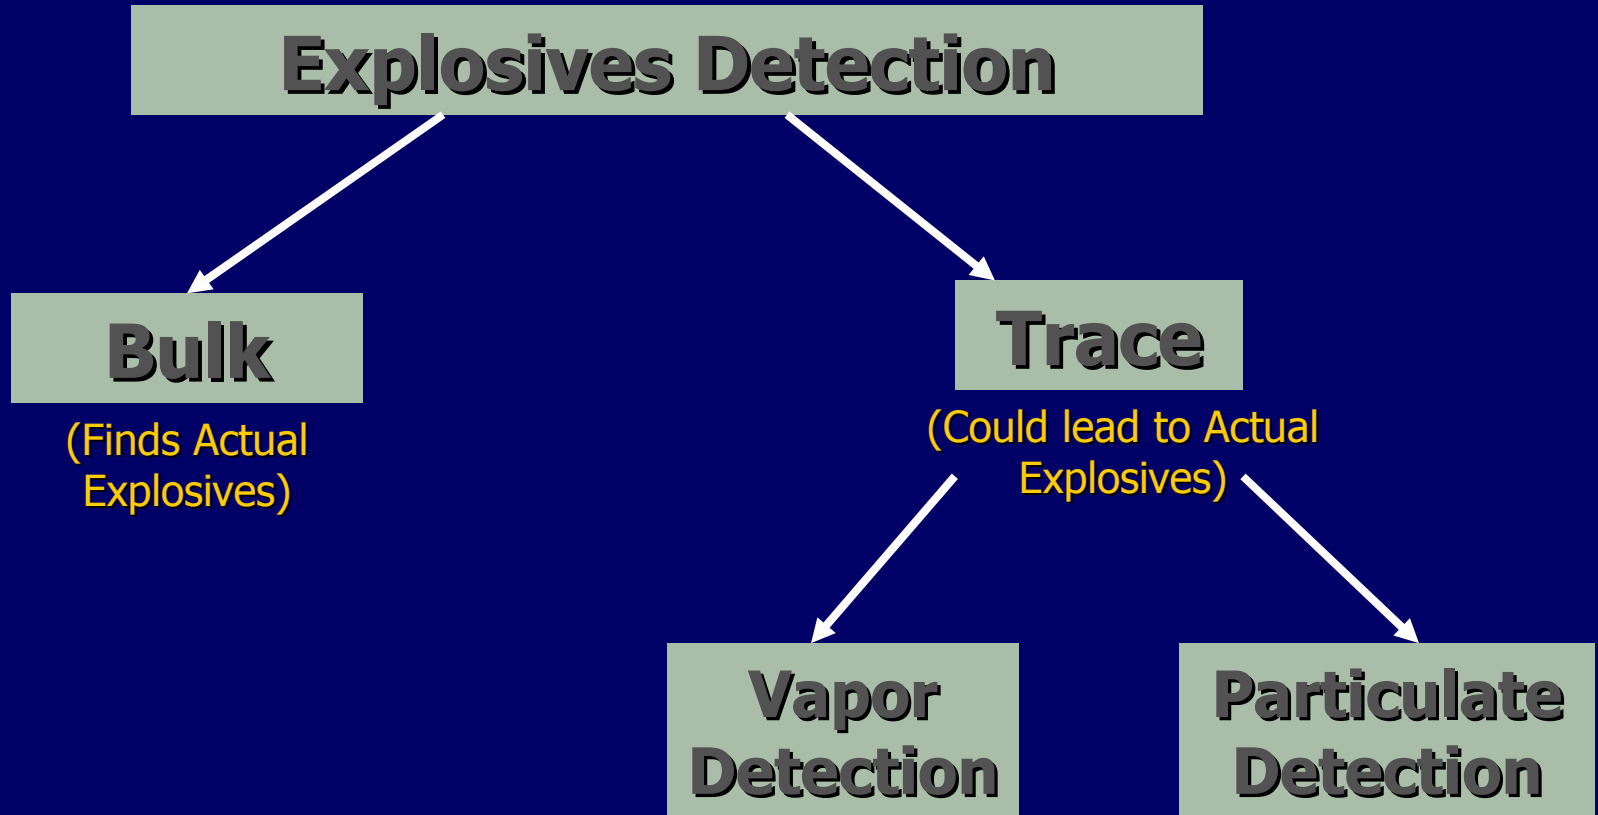 Explosives Detection
Bulk
(Finds Actual
Explosives)
Trace
(Could lead to Actual
Explosives)
Vapor
Detection
Particulate
Detection